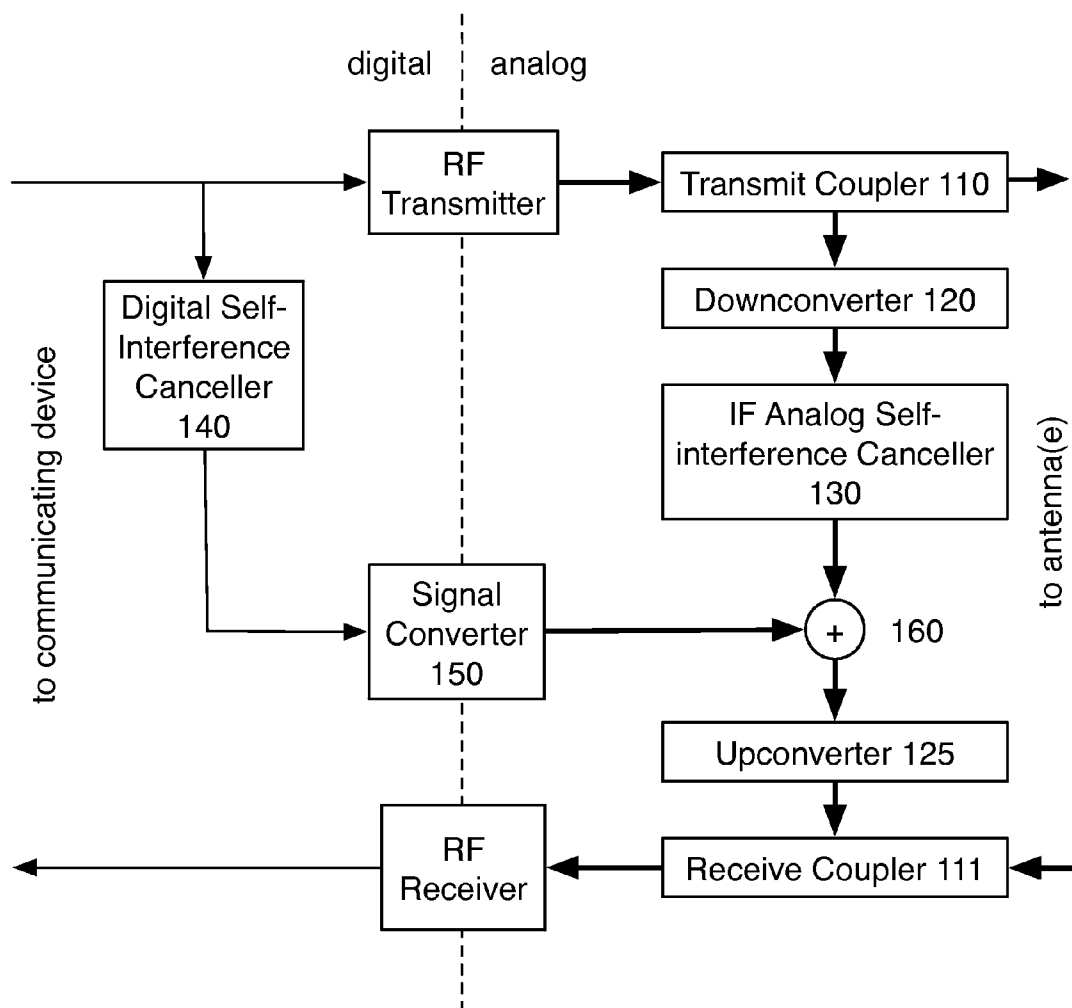 digital
analog
RF
Transmitter
Transmit Coupler 110
Downconverter 120
Digital Self-
Interference
Canceller
140
IF Analog Self-
interference Canceller
130
to communicating device
to antenna(e)
Signal
Converter
150
+
160
Upconverter 125
RF
Receiver
Receive Coupler 111